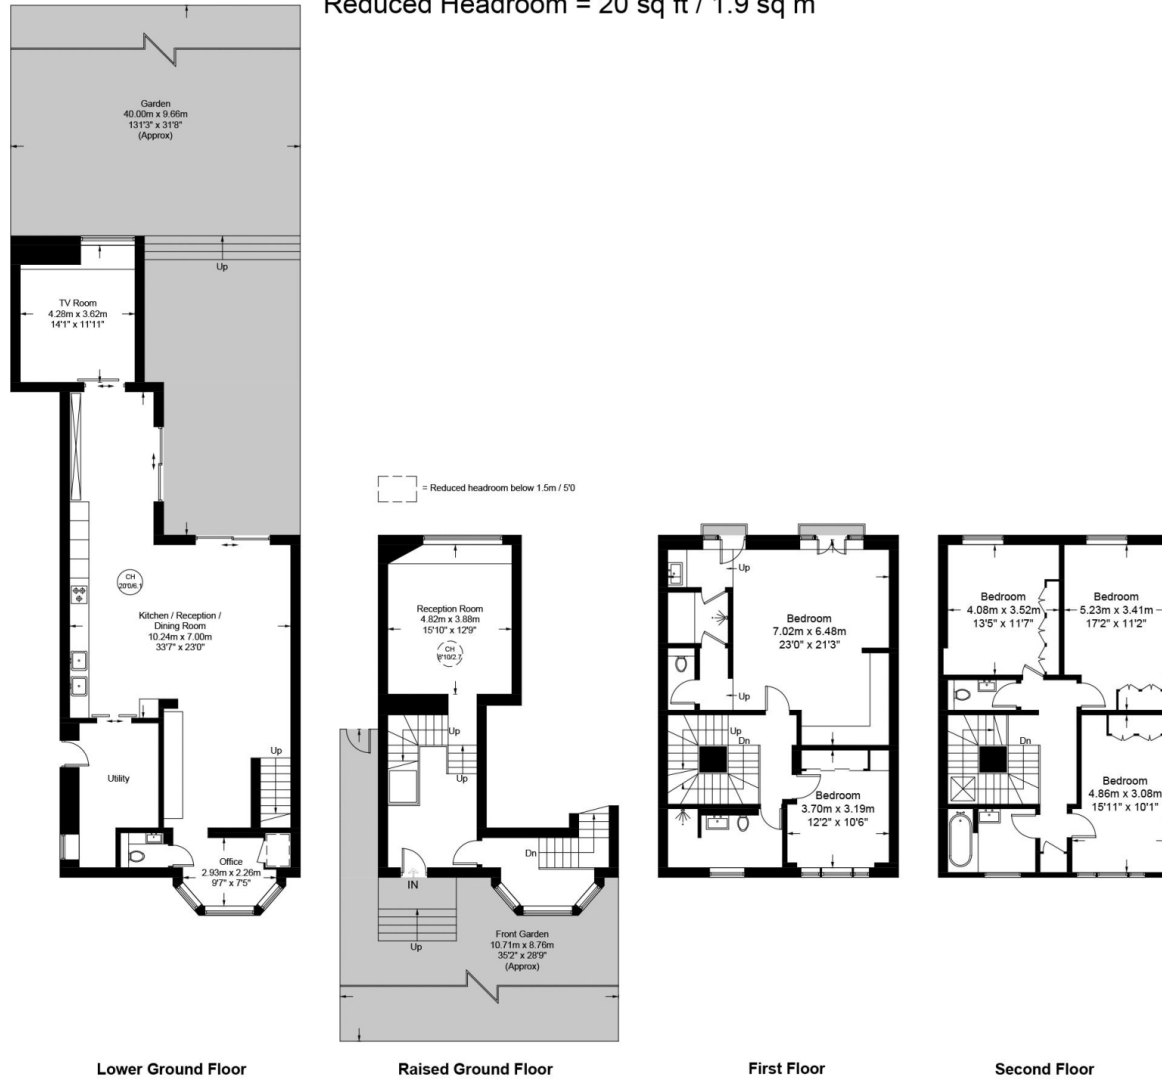 Reduced Headroom = 20 sq ft / 1.9 sq m
Garden
40.00m x 9.66m
131'3" x 31'8"
(Approx)
Up
TV Room
4.28m x 3.62m
14'1" x 11'11"
CH
20'0/6.1
Kitchen / Reception /
Dining Room
10.24m x 7.00m
33'7" x 23'0"
Up
Utility
Office
2.93m x 2.26m
9'7" x 7'5"
Lower Ground Floor
= Reduced headroom below 1.5m / 5'0
Reception Room
4.82m x 3.88m
15'10" x 12'9"
CH
Up
Up
Dn
IN
Up
Front Garden
10.71m x 8.76m
35'2" x 28'9"
(Approx)
Raised Ground Floor
Up
Bedroom
7.02m x 6.48m
23'0" x 21'3"
Up
Up
Dn
Bedroom
3.70m x 3.19m
12'2" x 10'6"
First Floor
Bedroom
4.08m x 3.52m
13'5" x 11'7"
Bedroom
5.23m x 3.41m
17'2" x 11'2"
Dn
Bedroom
4.86m x 3.08m
15'11" x 10'1"
Second Floor